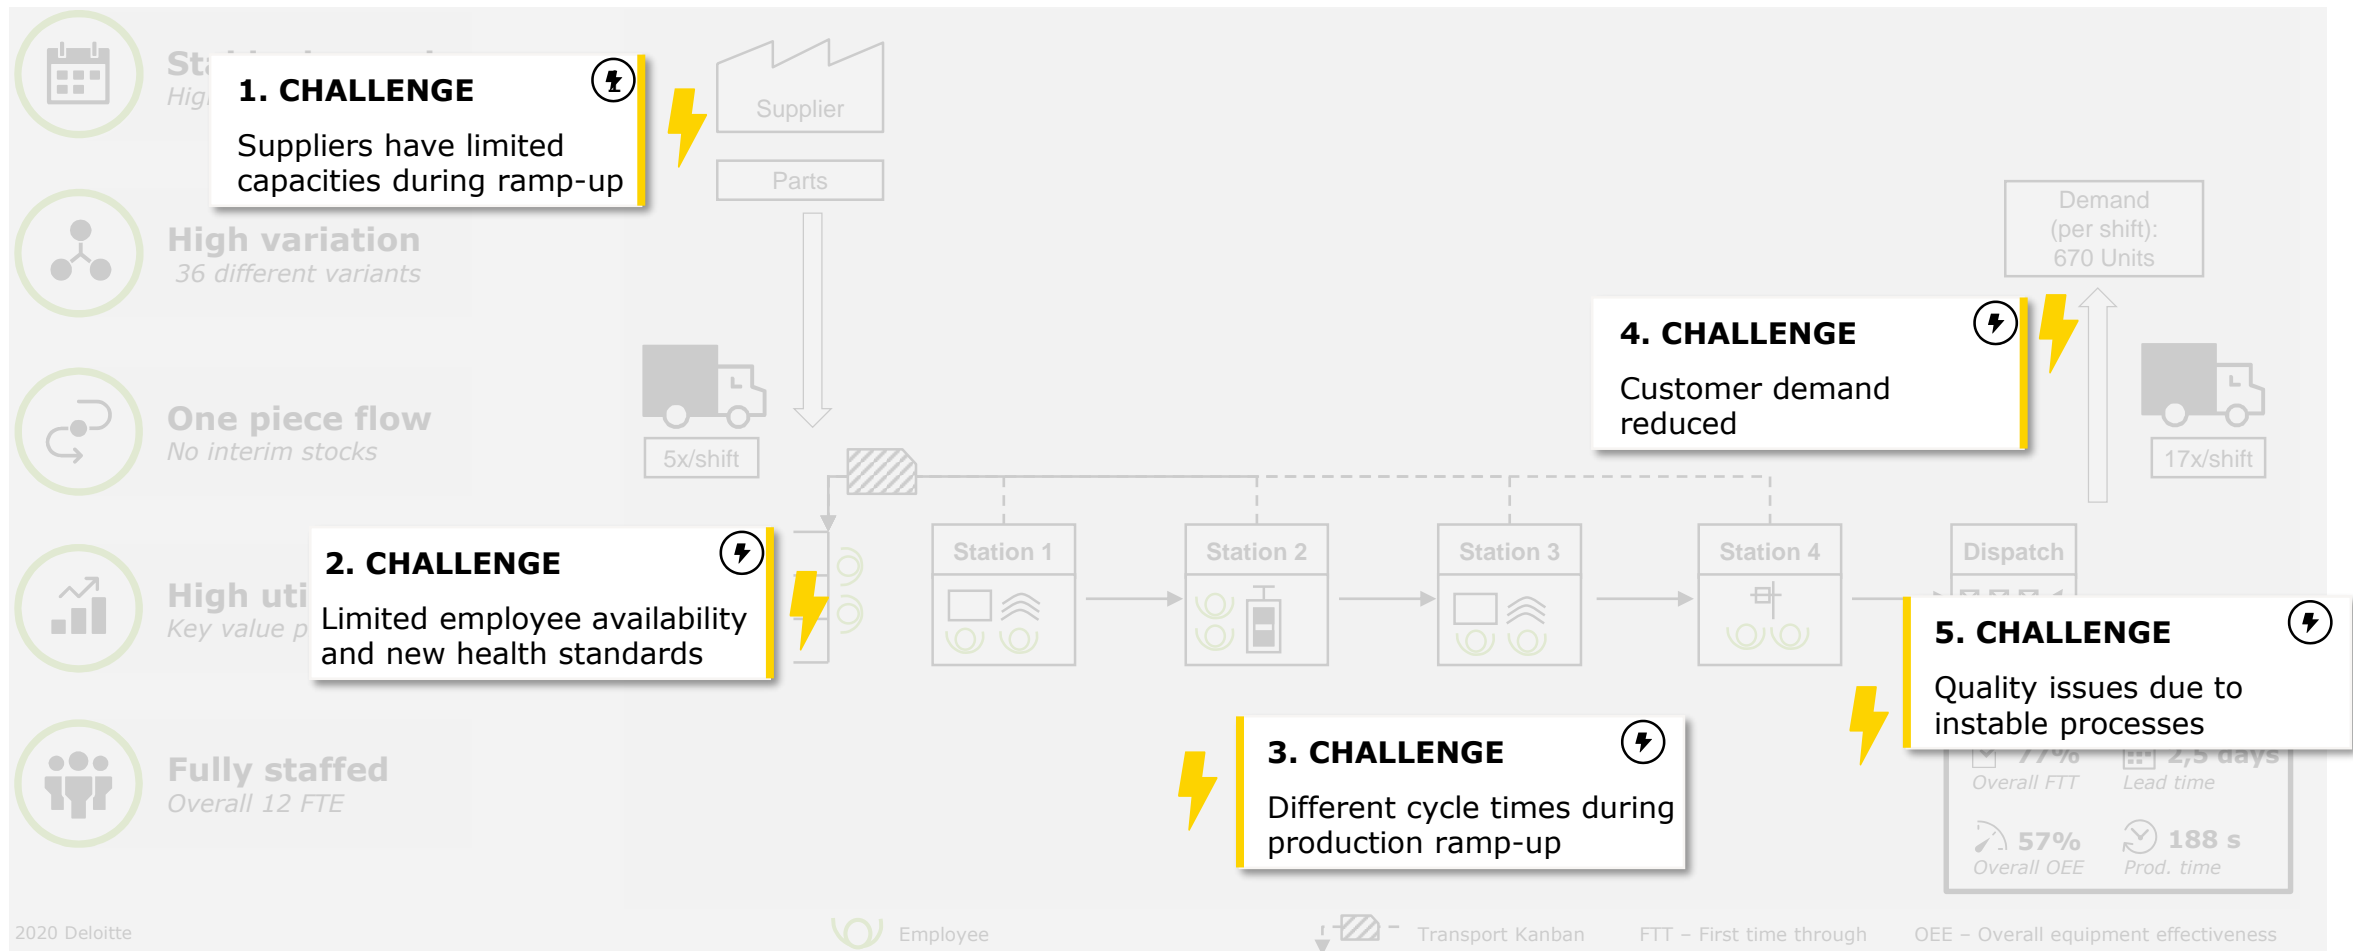 1. CHALLENGE
Suppliers have limited
capacities during ramp-up
Supplier
Parts
High variation
36 different variants
Demand
(per shift):
670 Units
4. CHALLENGE
Customer demand
reduced
One piece flow
No interim stocks
5x/shift
17x/shift
2. CHALLENGE
Limited employee availability
and new health standards
High uti
Key value p
Station 1
Station 2
Station 3
Station 4
Dispatch
5. CHALLENGE
Quality issues due to
instable processes
3. CHALLENGE
Different cycle times during
production ramp-up
Fully staffed
Overall 12 FTE
77%
Overall FTT
2,5 days
Lead time
57%
Overall OEE
188 s
Prod. time
2020 Deloitte
Employee
Transport Kanban
FTT – First time through
OEE – Overall equipment effectiveness